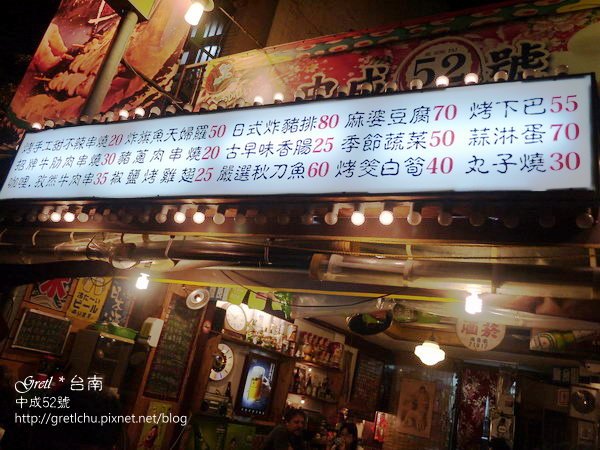 中成52號
手工甜不辣串燒20 炸旗魚天婦羅50 日式炸豬排80 麻婆豆腐70 烤下巴55
招牌牛肋肉串燒30 豬蔥肉串燒20 古早味香腸25 季節蔬菜50 蒜淋蛋70
咖哩,孜然牛肉串35 椒鹽烤雞翅25 嚴選秋刀魚60 烤筊白筍40 丸子燒30
Gretl * 台南
中成52號
http://gretlchu.pixnet.net/blog